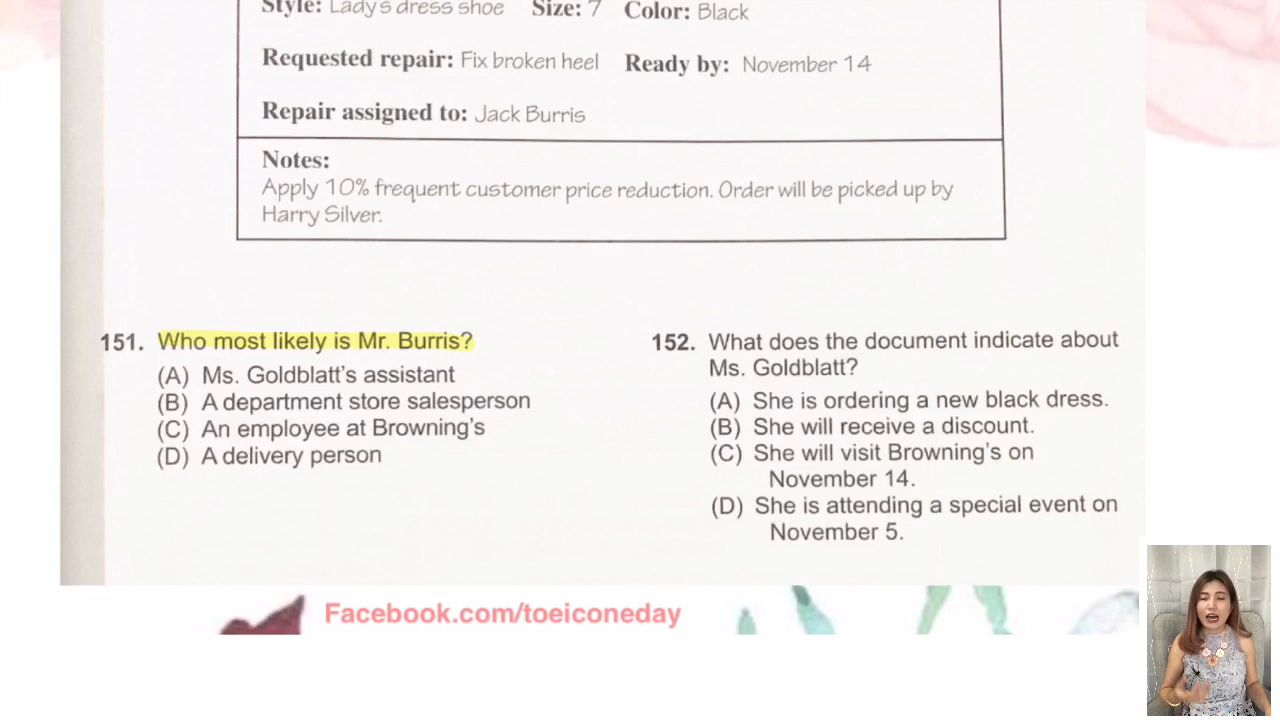 Style: Lady's dress shoe Size: 7 Color: Black
Requested repair: Fix broken heel Ready by: November 14
Repair assigned to: Jack Burris
Notes:
Apply 10% frequent customer price reduction. Order will be picked up by
Harry Silver.
151. Who most likely is Mr. Burris?
(A) Ms. Goldblatt's assistant
(B) A department store salesperson
(C) An employee at Browning's
(D) A delivery person
152. What does the document indicate about
Ms. Goldblatt?
(A) She is ordering a new black dress.
(B) She will receive a discount.
(C) She will visit Browning's on
November 14.
(D) She is attending a special event on
November 5.
Facebook.com/toeiconeday